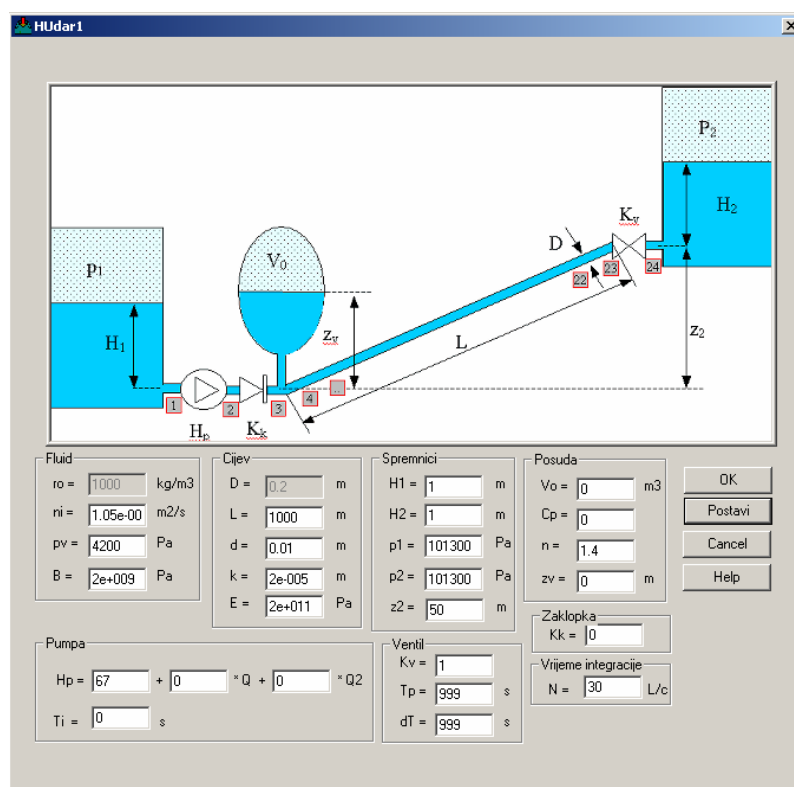 HUdar1
P2
H2
Kv
D
V0
p1
23
24
22
H1
zv
L
z2
..
4
1
2
3
Hp
Kk
Fluid
ro = 1000 kg/m3
ni = 1.05e-00 m2/s
pv = 4200 Pa
B = 2e+009 Pa
Cijev
D = 0.2 m
L = 1000 m
d = 0.01 m
k = 2e-005 m
E = 2e+011 Pa
Spremnici
H1 = 1 m
H2 = 1 m
p1 = 101300 Pa
p2 = 101300 Pa
z2 = 50 m
Posuda
Vo = 0 m3
Cp = 0
n = 1.4
zv = 0 m
OK
Postavi
Cancel
Help
Zaklopka
Kk = 0
Pumpa
Hp = 67 + 0 * Q + 0 * Q2
Ti = 0 s
Ventil
Kv = 1
Tp = 999 s
dT = 999 s
Vrijeme integracije
N = 30 L/c